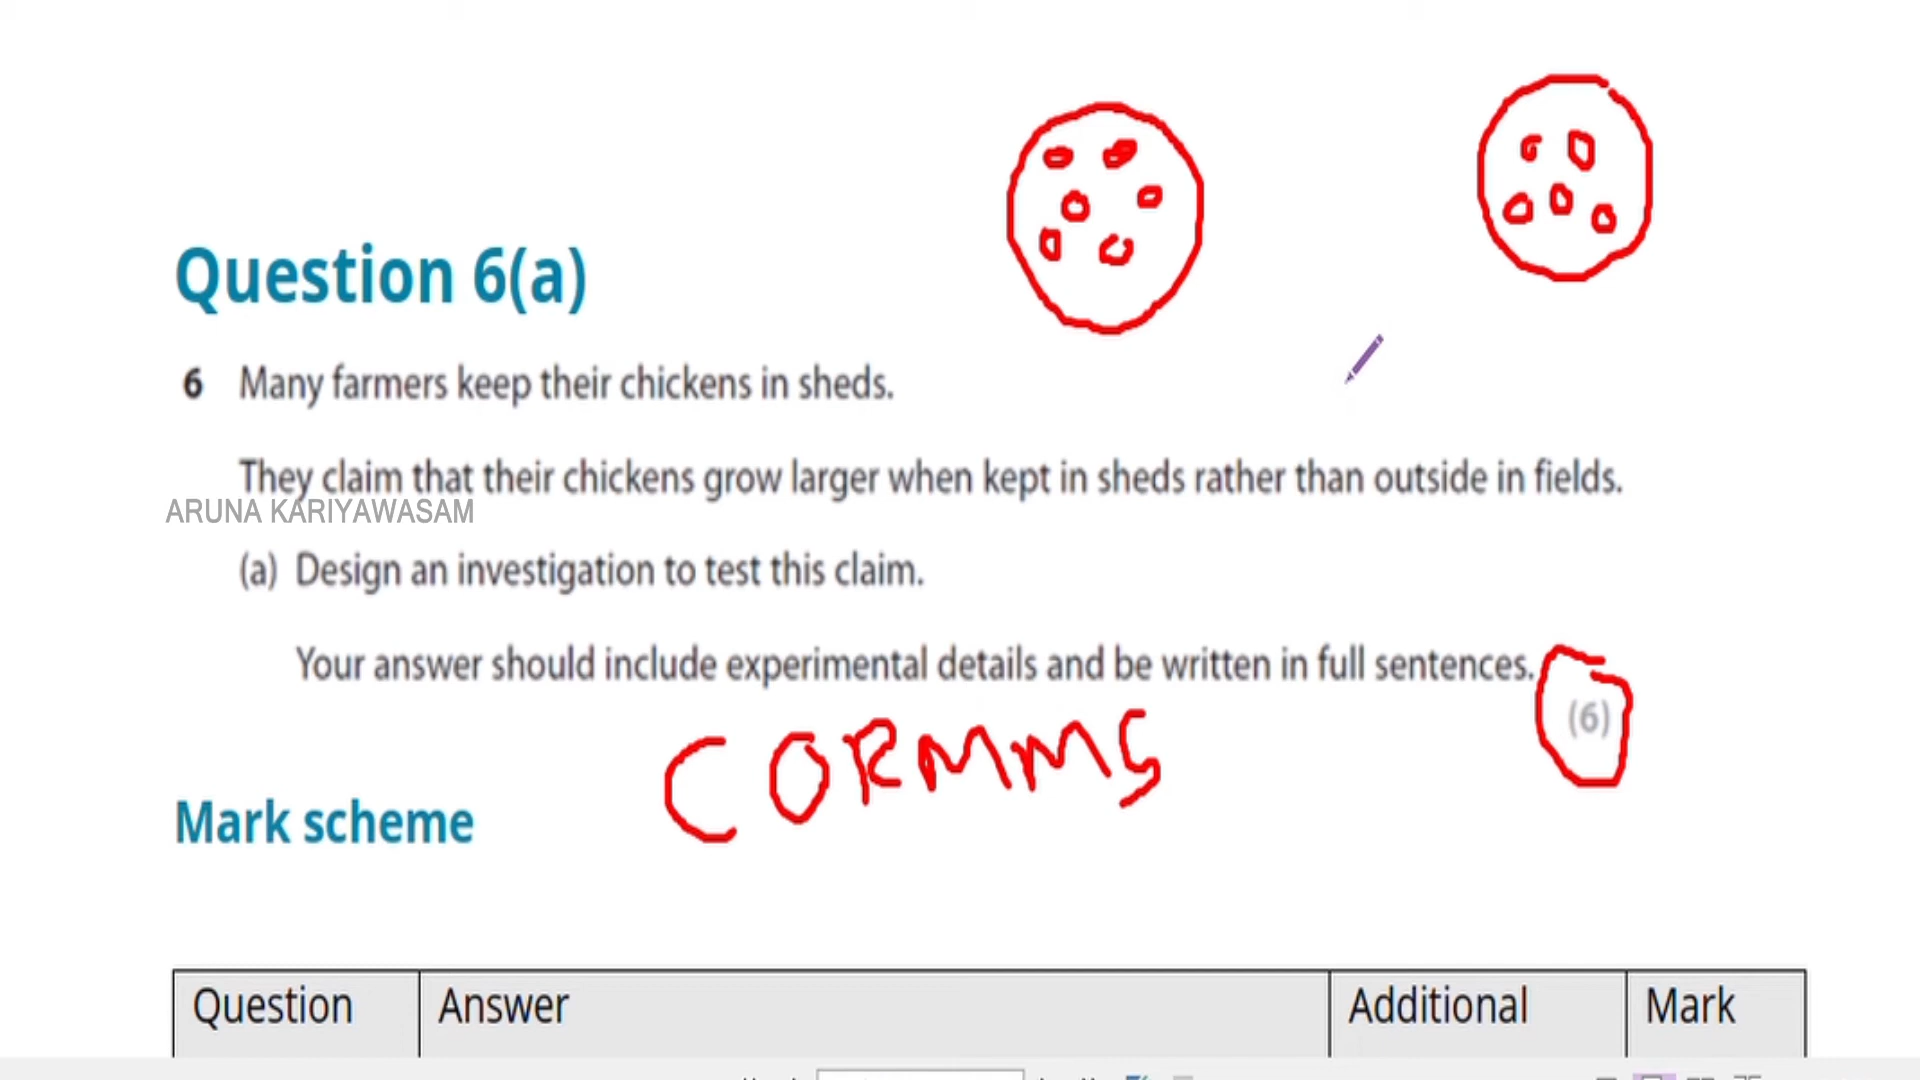 Question 6(a)
6 Many farmers keep their chickens in sheds.
They claim that their chickens grow larger when kept in sheds rather than outside in fields.
ARUNA KARIYAWASAM
(a) Design an investigation to test this claim.
Your answer should include experimental details and be written in full sentences.
(6)
CORMMS
Mark scheme
Question Answer Additional Mark